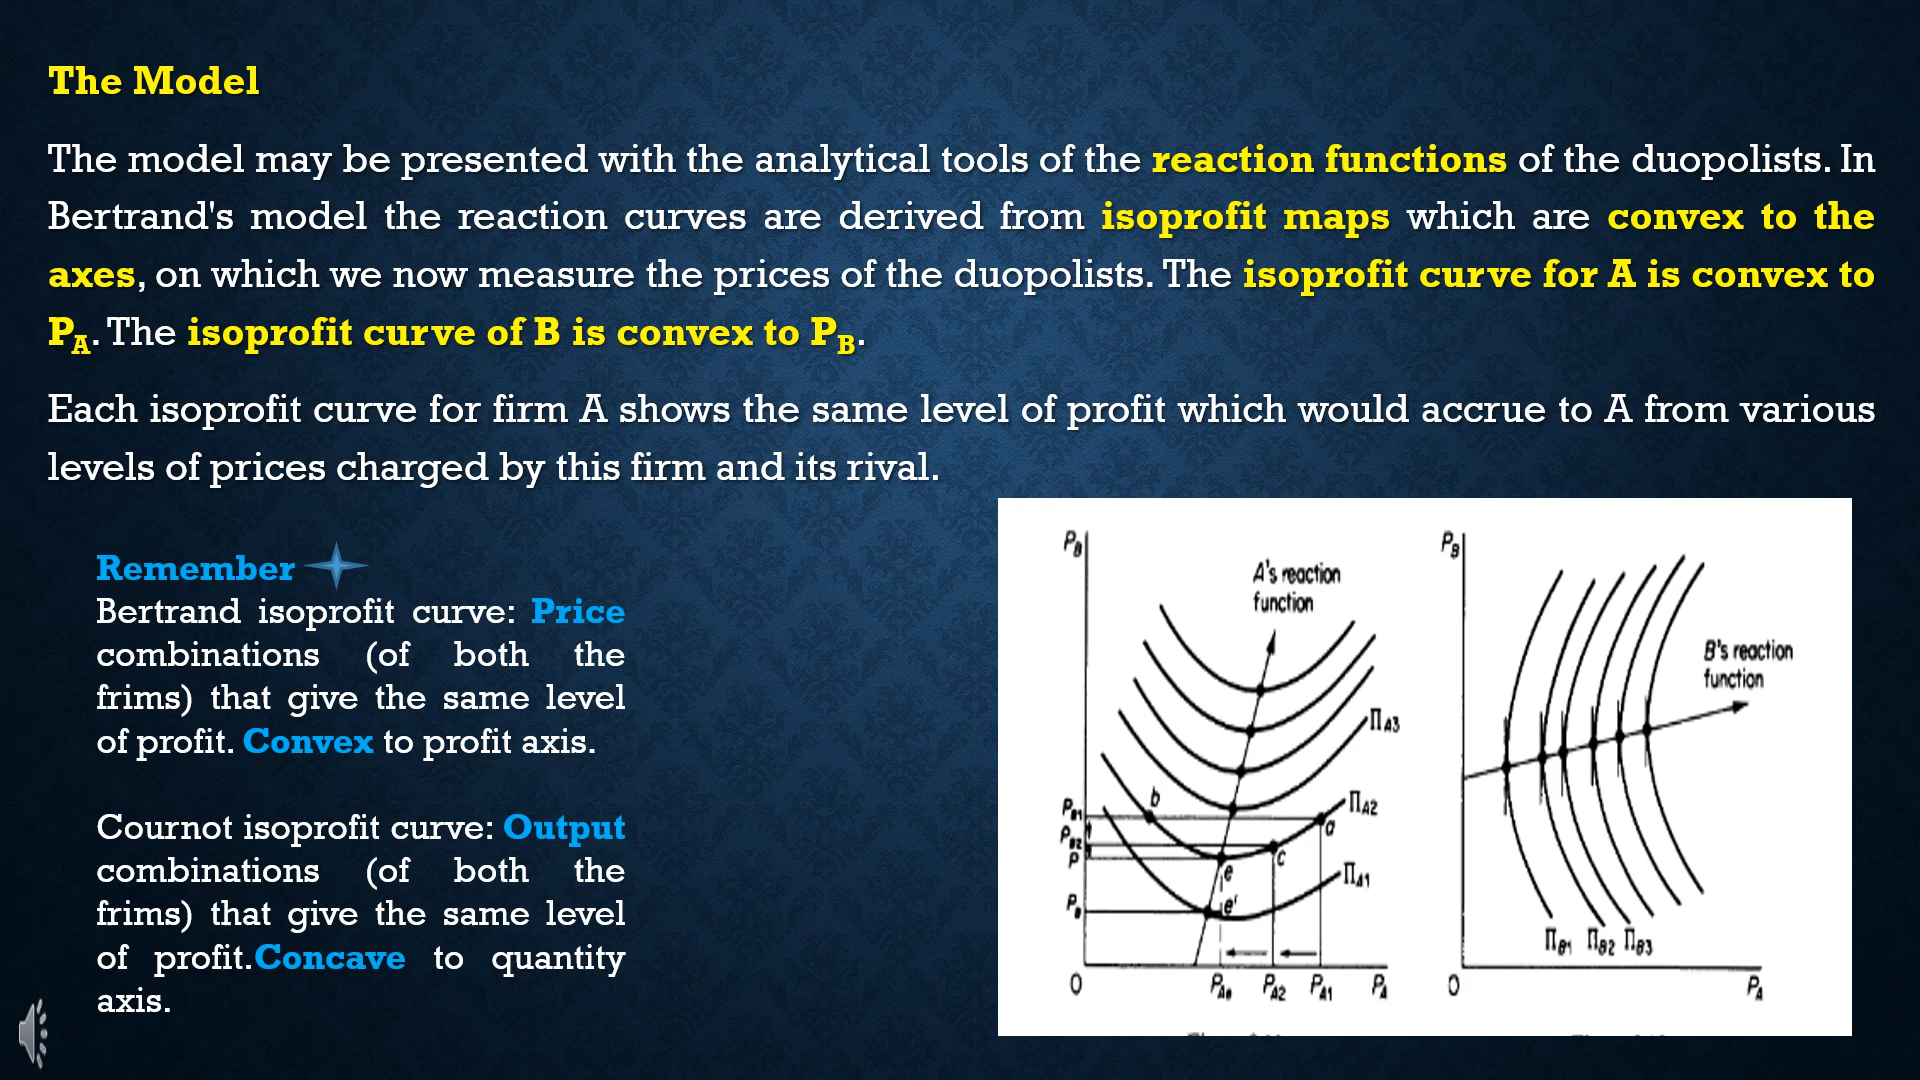 The Model
The model may be presented with the analytical tools of the reaction functions of the duopolists. In
Bertrand's model the reaction curves are derived from isoprofit maps which are convex to the
axes, on which we now measure the prices of the duopolists. The isoprofit curve for A is convex to
PA. The isoprofit curve of B is convex to PB.
Each isoprofit curve for firm A shows the same level of profit which would accrue to A from various
levels of prices charged by this firm and its rival.
Remember
Bertrand isoprofit curve: Price
combinations (of both the
frims) that give the same level
of profit. Convex to profit axis.
Cournot isoprofit curve: Output
combinations (of both the
frims) that give the same level
of profit.Concave to quantity
axis.
PB
A's reaction
function
ΠA3
b
PB1
ΠA2
a
PB2
c
P
e
ΠA1
e'
O
PAe
PA2
PA1
PA
PB
B's reaction
function
ΠB1
ΠB2
ΠB3
O
PA